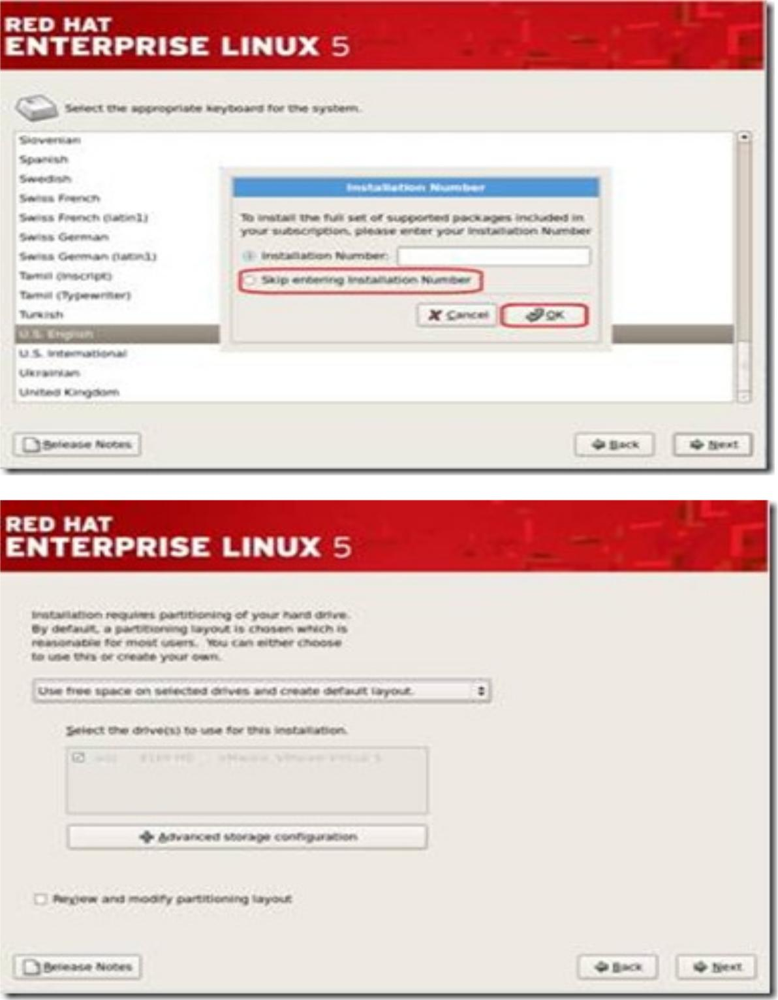 RED HAT
ENTERPRISE LINUX 5
Select the appropriate keyboard for the system.
Slovenian
Spanish
Swedish
Swiss French
Swiss French (latin1)
Swiss German
Swiss German (latin1)
Tamil (Inscript)
Tamil (Typewriter)
Turkish
U.S. English
U.S. International
Ukrainian
United Kingdom
Installation Number
To install the full set of supported packages included in
your subscription, please enter your Installation Number
Installation Number:
Skip entering Installation Number
Cancel OK
Release Notes Back Next
RED HAT
ENTERPRISE LINUX 5
Installation requires partitioning of your hard drive.
By default, a partitioning layout is chosen which is
reasonable for most users. You can either choose
to use this or create your own.
Use free space on selected drives and create default layout.
Select the drive(s) to use for this installation.
Advanced storage configuration
Review and modify partitioning layout
Release Notes Back Next